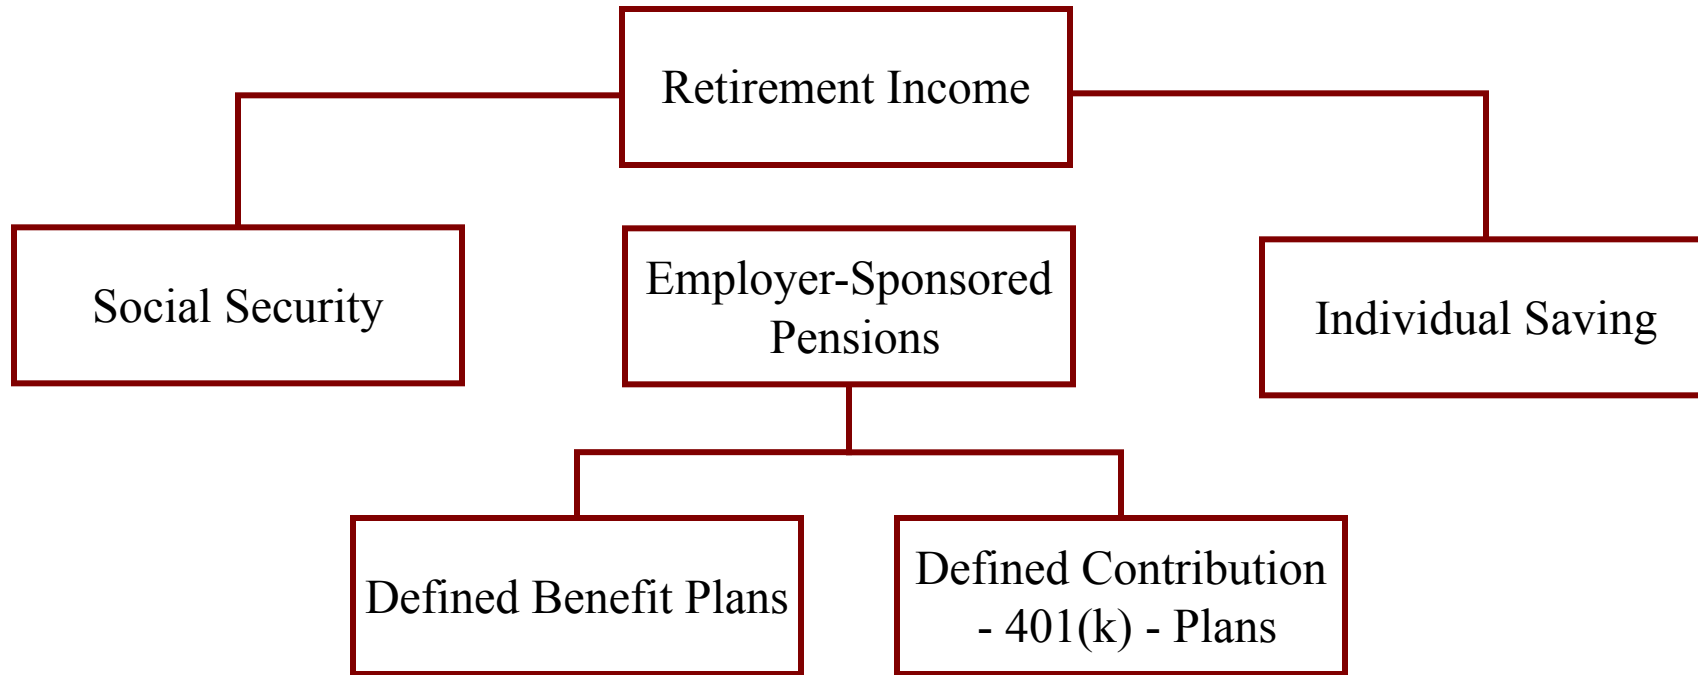 Retirement Income
Social Security
Employer-Sponsored
Pensions
Individual Saving
Defined Benefit Plans
Defined Contribution
- 401(k) - Plans